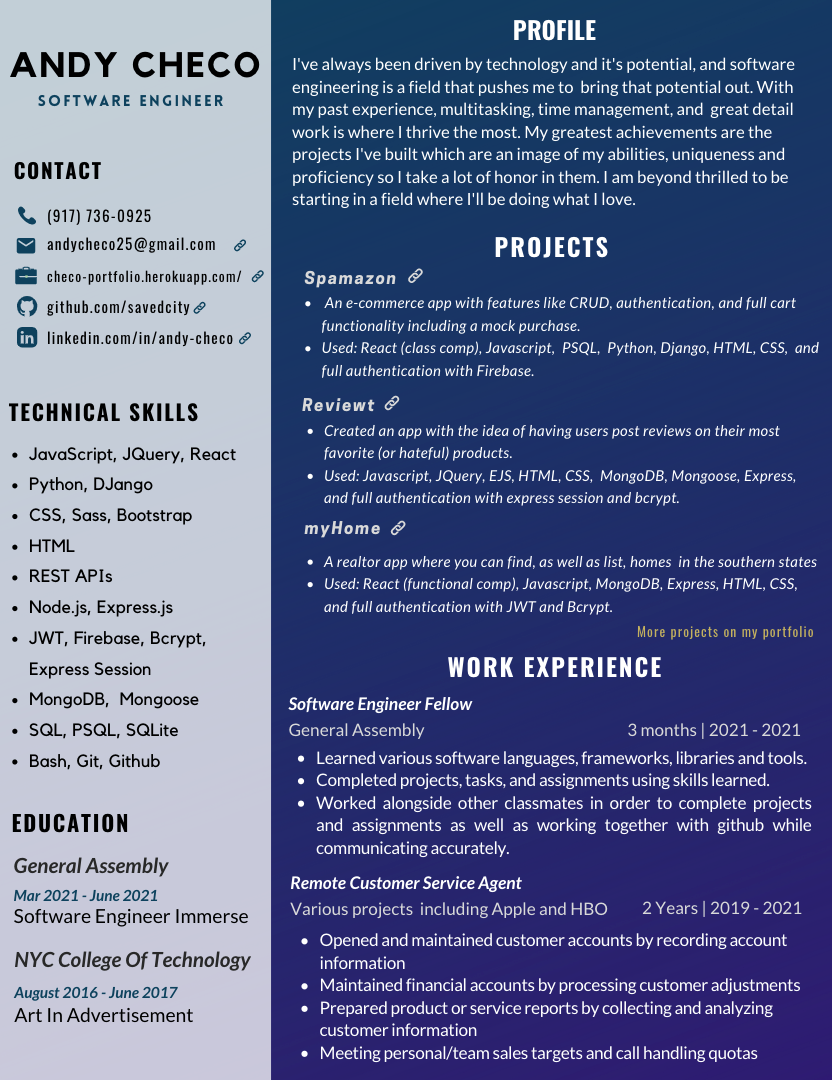 ANDY CHECO
SOFTWARE ENGINEER
CONTACT
(917) 736-0925
andycheco25@gmail.com
checo-portfolio.herokuapp.com/
github.com/savedcity
linkedin.com/in/andy-checo
TECHNICAL SKILLS
• JavaScript, JQuery, React
• Python, DJango
• CSS, Sass, Bootstrap
• HTML
• REST APIs
• Node.js, Express.js
• JWT, Firebase, Bcrypt,
Express Session
• MongoDB, Mongoose
• SQL, PSQL, SQLite
• Bash, Git, Github
EDUCATION
General Assembly
Mar 2021 - June 2021
Software Engineer Immerse
NYC College Of Technology
August 2016 - June 2017
Art In Advertisement
PROFILE
I've always been driven by technology and it's potential, and software
engineering is a field that pushes me to bring that potential out. With
my past experience, multitasking, time management, and great detail
work is where I thrive the most. My greatest achievements are the
projects I've built which are an image of my abilities, uniqueness and
proficiency so I take a lot of honor in them. I am beyond thrilled to be
starting in a field where I'll be doing what I love.
PROJECTS
Spamazon
• An e-commerce app with features like CRUD, authentication, and full cart
functionality including a mock purchase.
• Used: React (class comp), Javascript, PSQL, Python, Django, HTML, CSS, and
full authentication with Firebase.
Reviewt
• Created an app with the idea of having users post reviews on their most
favorite (or hateful) products.
• Used: Javascript, JQuery, EJS, HTML, CSS, MongoDB, Mongoose, Express,
and full authentication with express session and bcrypt.
myHome
• A realtor app where you can find, as well as list, homes in the southern states
• Used: React (functional comp), Javascript, MongoDB, Express, HTML, CSS,
and full authentication with JWT and Bcrypt.
More projects on my portfolio
WORK EXPERIENCE
Software Engineer Fellow
General Assembly 3 months | 2021 - 2021
• Learned various software languages, frameworks, libraries and tools.
• Completed projects, tasks, and assignments using skills learned.
• Worked alongside other classmates in order to complete projects
and assignments as well as working together with github while
communicating accurately.
Remote Customer Service Agent
Various projects including Apple and HBO 2 Years | 2019 - 2021
• Opened and maintained customer accounts by recording account
information
• Maintained financial accounts by processing customer adjustments
• Prepared product or service reports by collecting and analyzing
customer information
• Meeting personal/team sales targets and call handling quotas